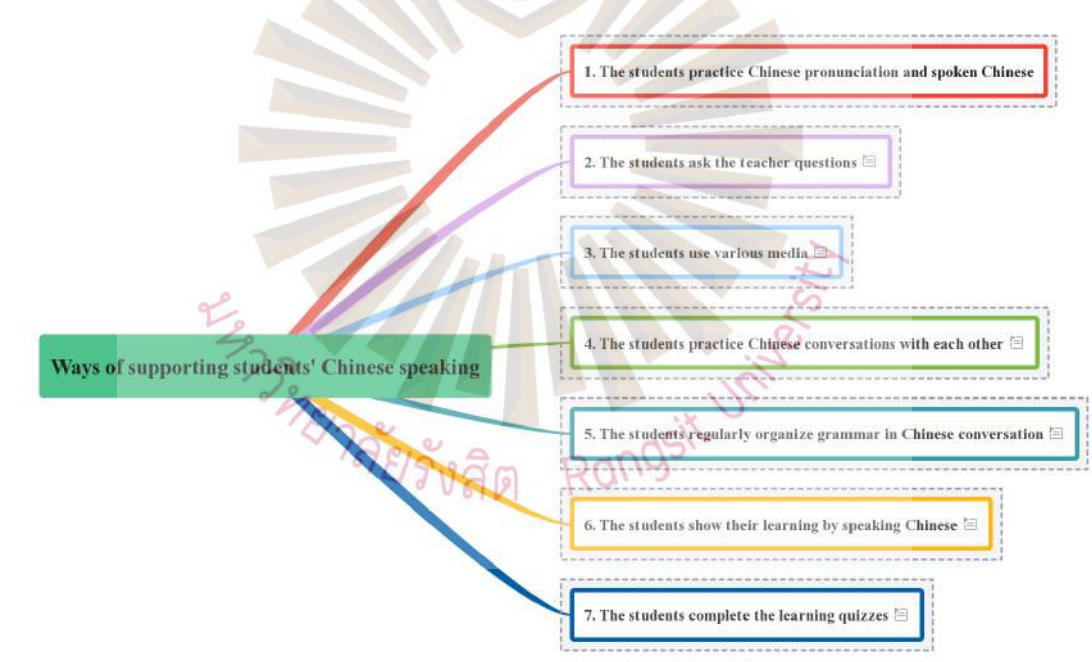 1. The students practice Chinese pronunciation and spoken Chinese
2. The students ask the teacher questions
3. The students use various media
4. The students practice Chinese conversations with each other
Ways of supporting students' Chinese speaking
5. The students regularly organize grammar in Chinese conversation
6. The students show their learning by speaking Chinese
7. The students complete the learning quizzes
มหาวิทยาลัยรังสิต Rangsit University